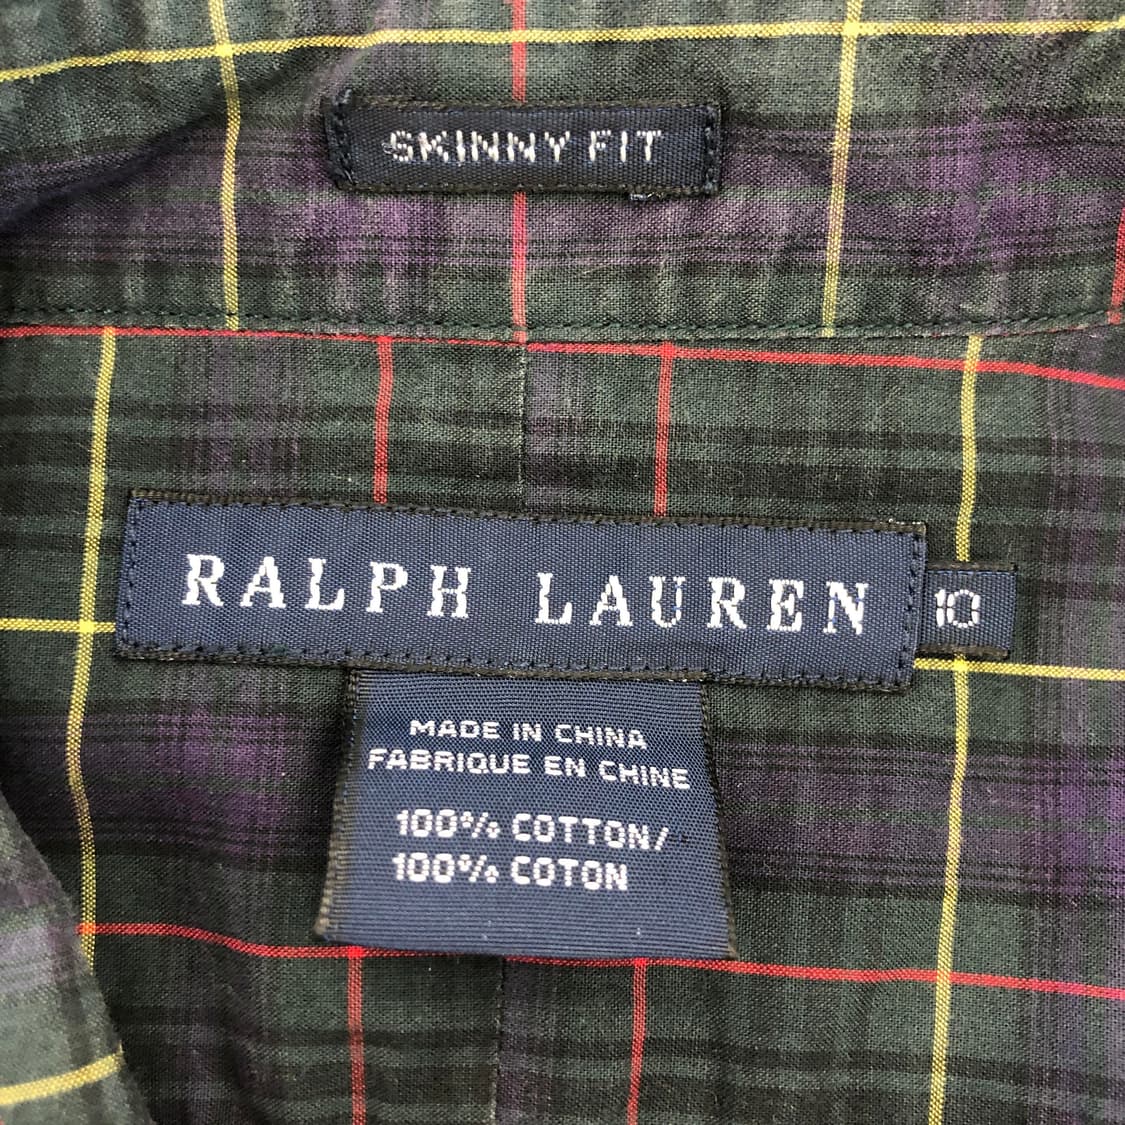 SKINNY FIT
RALPH LAUREN
10
MADE IN CHINA
FABRIQUE EN CHINE
100% COTTON/
100% COTON